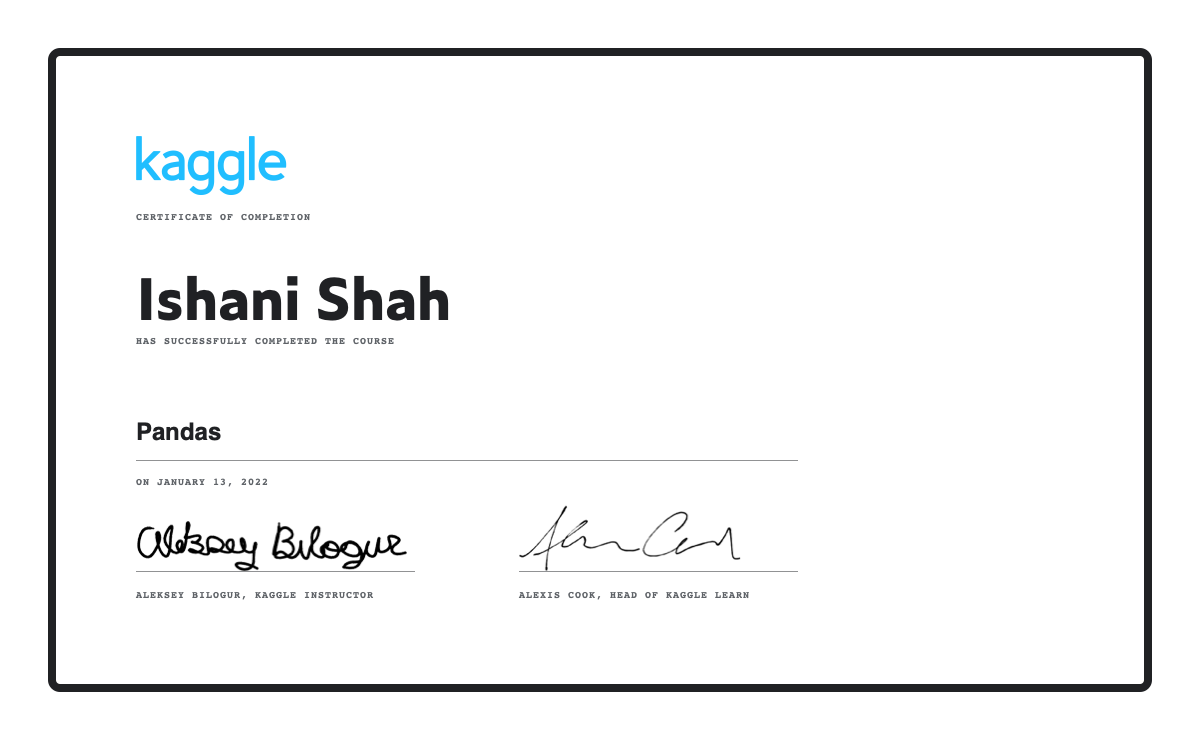 kaggle
CERTIFICATE OF COMPLETION
Ishani Shah
HAS SUCCESSFULLY COMPLETED THE COURSE
Pandas
ON JANUARY 13, 2022
Aleksey Bilogur
ALEKSEY BILOGUR, KAGGLE INSTRUCTOR
ALEXIS COOK, HEAD OF KAGGLE LEARN